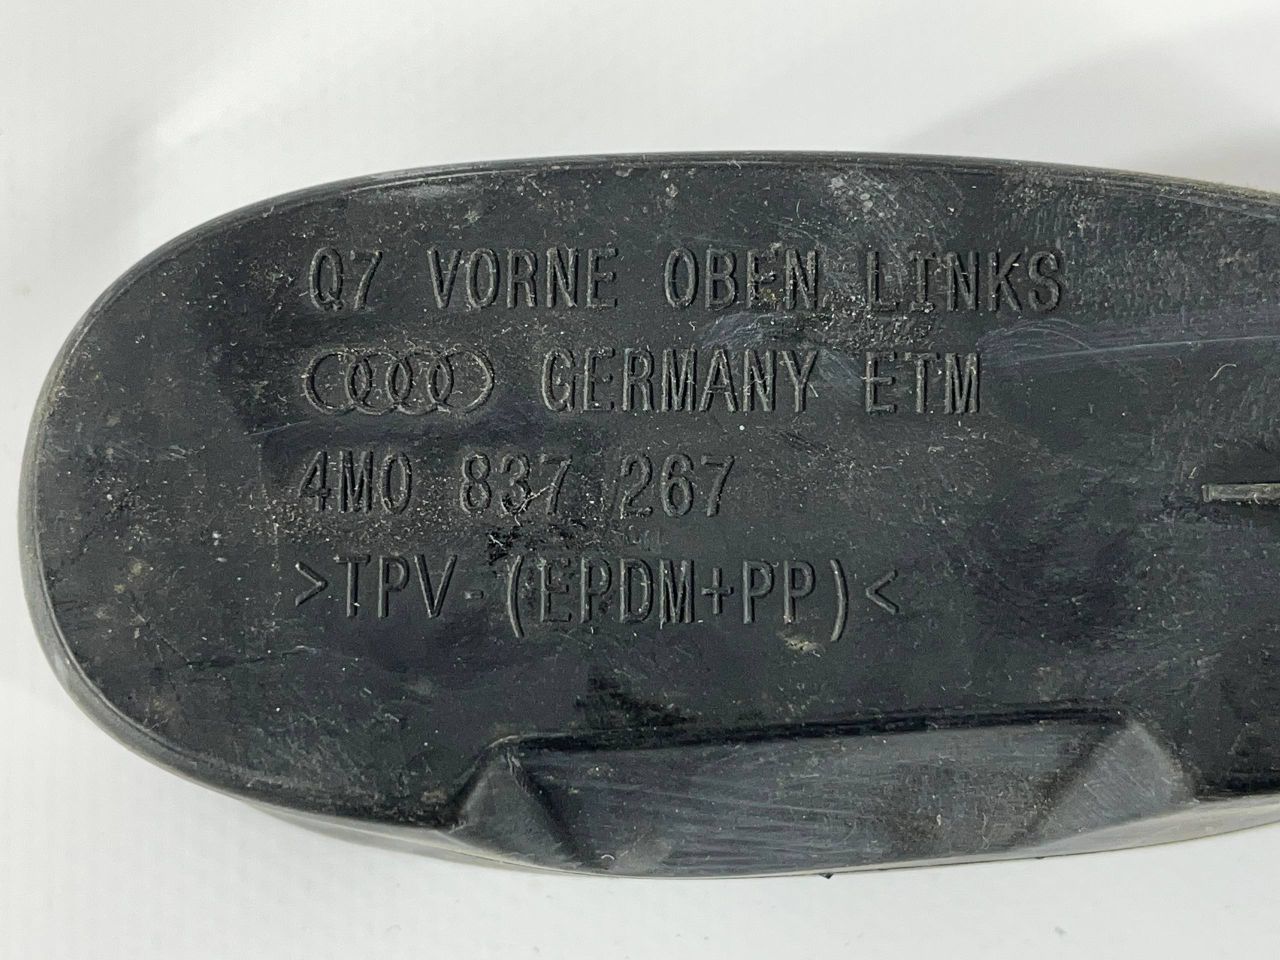 Q7 VORNE OBEN LINKS
GERMANY ETM
4M0 837 267
>TPV-(EPDM+PP)<